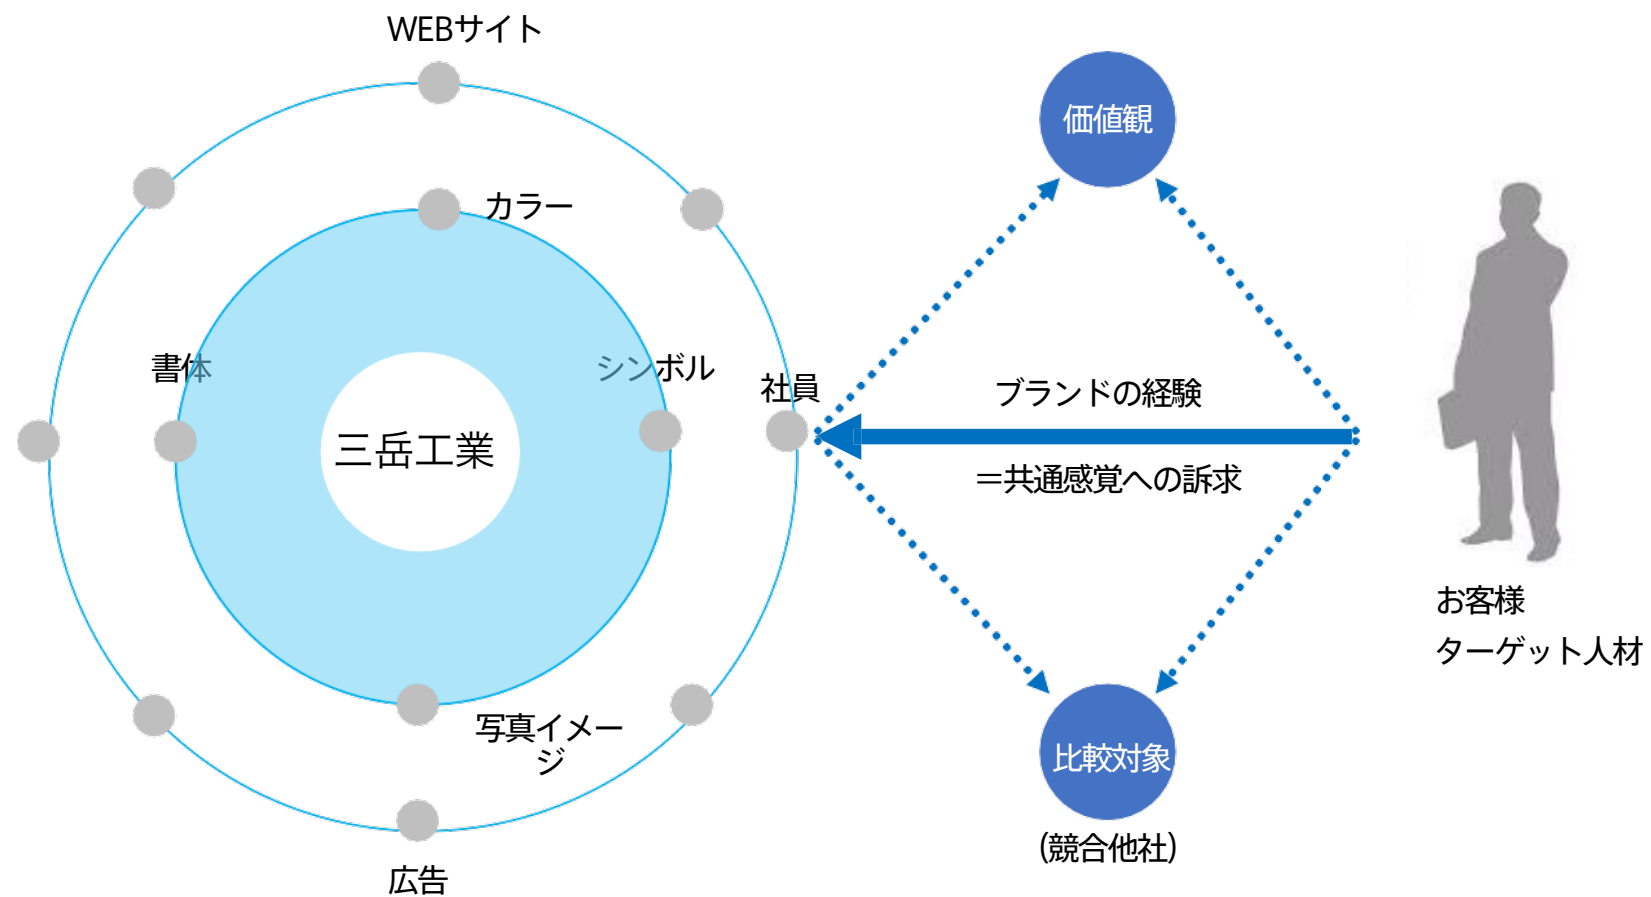 WEBサイト
カラー
書体
シンボル
社員
三岳工業
写真イメー
ジ
広告
価値観
ブランドの経験
＝共通感覚への訴求
比較対象
(競合他社)
お客様
ターゲット人材